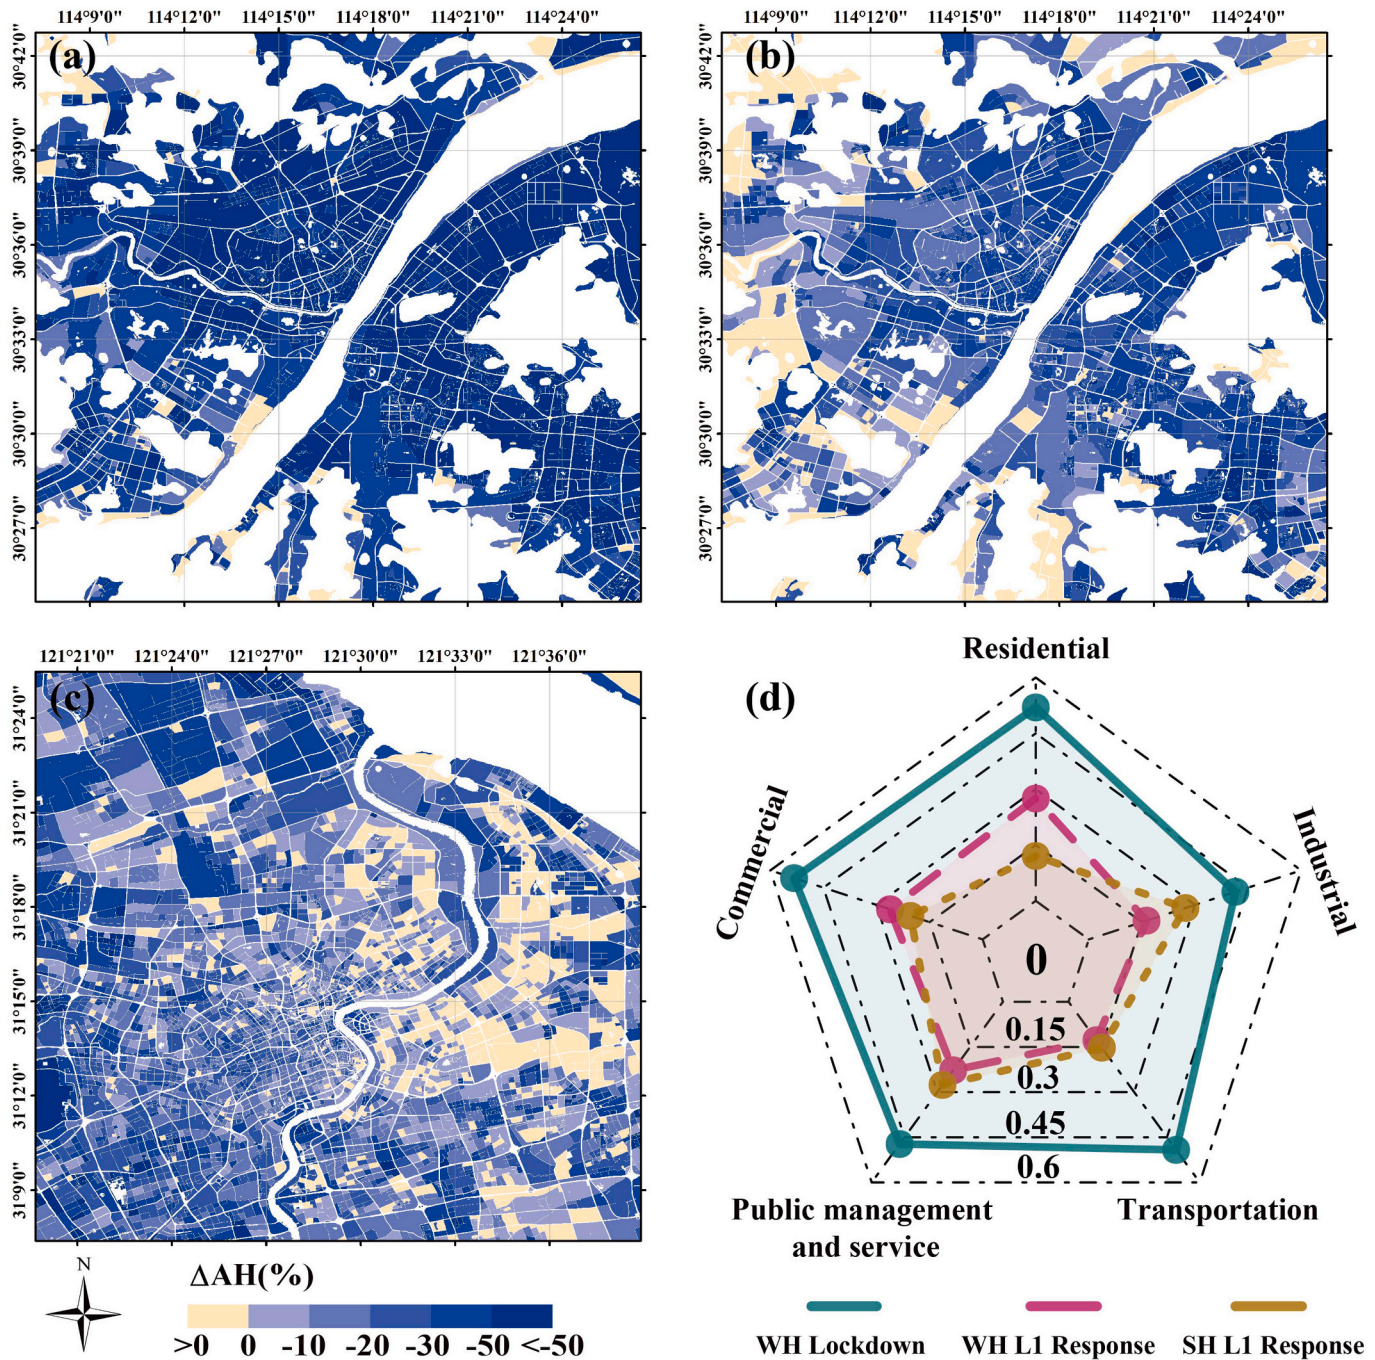 114°9'0" 114°12'0" 114°15'0" 114°18'0" 114°21'0" 114°24'0"
(a)
30°42'0"
30°39'0"
30°36'0"
30°33'0"
30°30'0"
30°27'0"
114°9'0" 114°12'0" 114°15'0" 114°18'0" 114°21'0" 114°24'0"
(b)
30°42'0"
30°39'0"
30°36'0"
30°33'0"
30°30'0"
30°27'0"
121°21'0" 121°24'0" 121°27'0" 121°30'0" 121°33'0" 121°36'0"
(c)
31°24'0"
31°21'0"
31°18'0"
31°15'0"
31°12'0"
31°9'0"
N
ΔAH(%)
>0 0 -10 -20 -30 -50 <-50
(d)
Residential
Commercial
Industrial
0
0.15
0.3
0.45
0.6
Public management
and service
Transportation
WH Lockdown WH L1 Response SH L1 Response